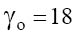 γₒ = 18